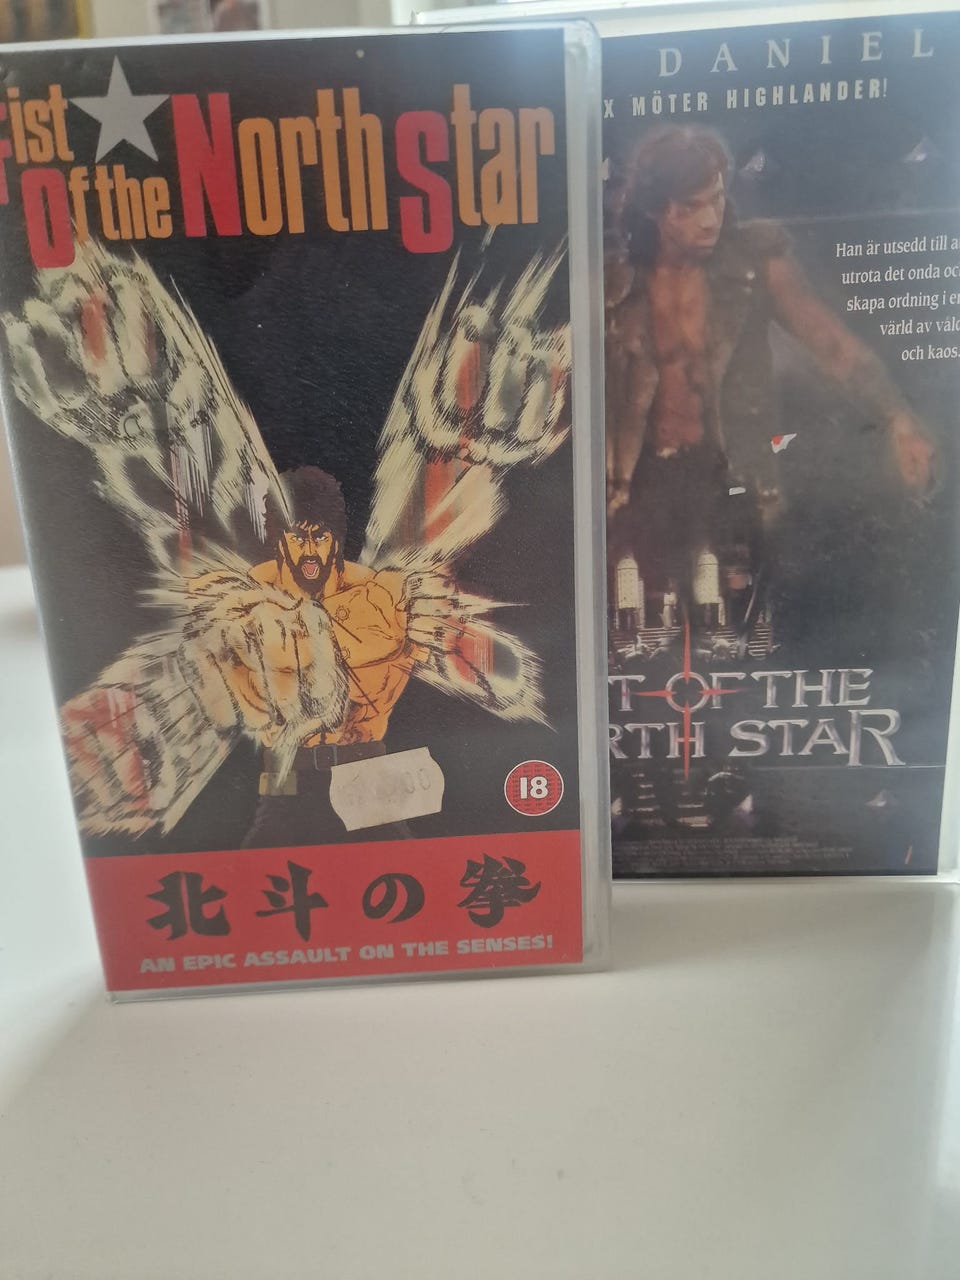 Fist
Of the North Star
18
北斗の拳
AN EPIC ASSAULT ON THE SENSES!
DANIEL
X MÖTER HIGHLANDER!
Han är utsedd till a
utrota det onda oc
skapa ordning i e
värld av våld
och kaos.
T OF THE
RTH STAR